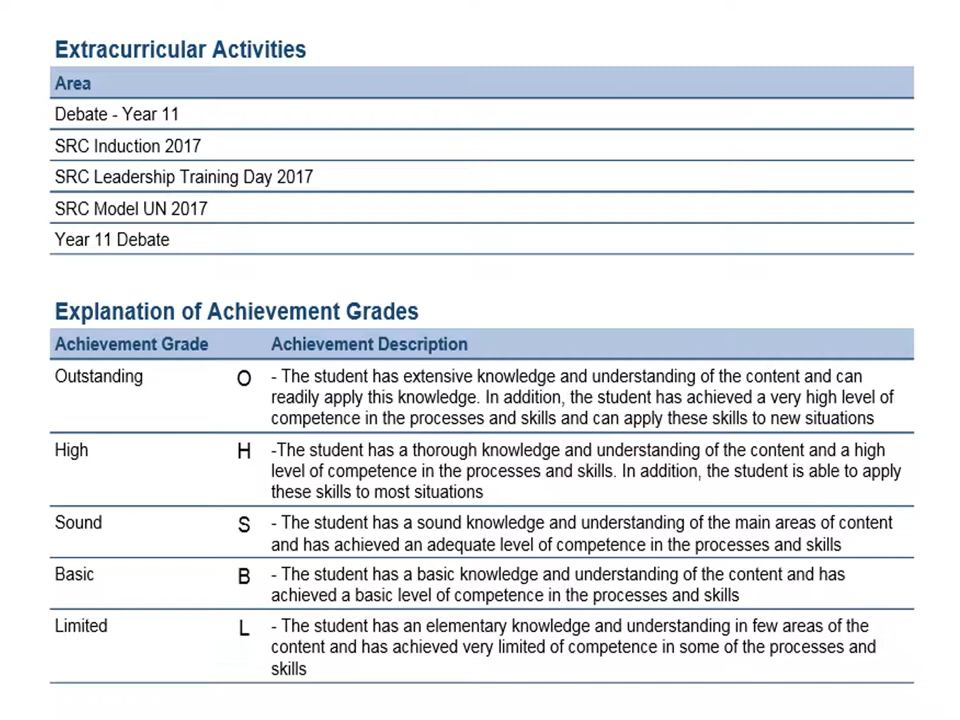 Extracurricular Activities
Area
Debate - Year 11
SRC Induction 2017
SRC Leadership Training Day 2017
SRC Model UN 2017
Year 11 Debate
Explanation of Achievement Grades
Achievement Grade Achievement Description
Outstanding O - The student has extensive knowledge and understanding of the content and can
readily apply this knowledge. In addition, the student has achieved a very high level of
competence in the processes and skills and can apply these skills to new situations
High H -The student has a thorough knowledge and understanding of the content and a high
level of competence in the processes and skills. In addition, the student is able to apply
these skills to most situations
Sound S - The student has a sound knowledge and understanding of the main areas of content
and has achieved an adequate level of competence in the processes and skills
Basic B - The student has a basic knowledge and understanding of the content and has
achieved a basic level of competence in the processes and skills
Limited L - The student has an elementary knowledge and understanding in few areas of the
content and has achieved very limited of competence in some of the processes and
skills